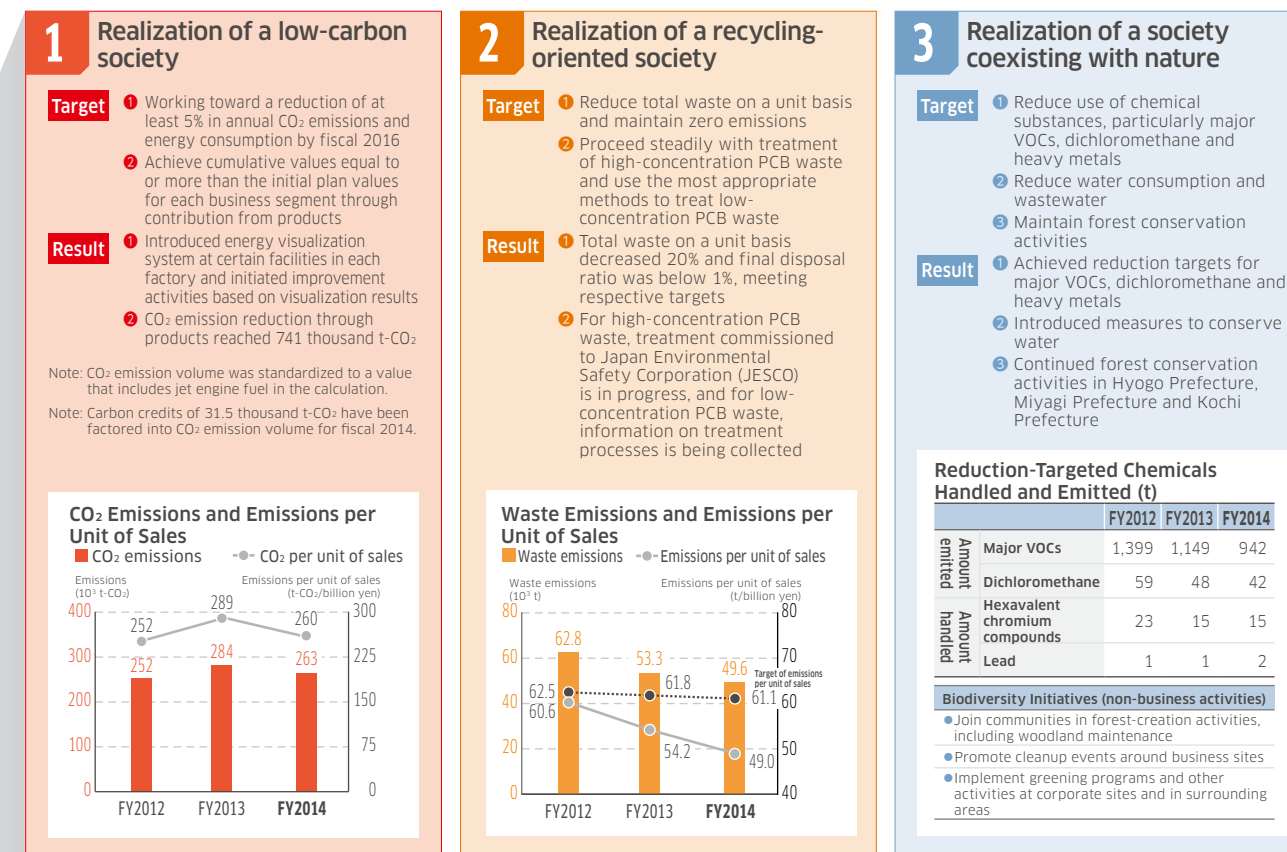 1
Realization of a low-carbon
society
Target
❶ Working toward a reduction of at
least 5% in annual CO₂ emissions and
energy consumption by fiscal 2016
❷ Achieve cumulative values equal to
or more than the initial plan values
for each business segment through
contribution from products
Result
❶ Introduced energy visualization
system at certain facilities in each
factory and initiated improvement
activities based on visualization results
❷ CO₂ emission reduction through
products reached 741 thousand t-CO₂
Note: CO₂ emission volume was standardized to a value
that includes jet engine fuel in the calculation.
Note: Carbon credits of 31.5 thousand t-CO₂ have been
factored into CO₂ emission volume for fiscal 2014.
CO₂ Emissions and Emissions per
Unit of Sales
CO₂ emissions
CO₂ per unit of sales
Emissions
(10³ t-CO₂)
Emissions per unit of sales
(t-CO₂/billion yen)
400
300
200
100
0
300
225
150
75
0
252
289
260
252
284
263
FY2012
FY2013
FY2014
2
Realization of a recycling-
oriented society
Target
❶ Reduce total waste on a unit basis
and maintain zero emissions
❷ Proceed steadily with treatment
of high-concentration PCB waste
and use the most appropriate
methods to treat low-
concentration PCB waste
Result
❶ Total waste on a unit basis
decreased 20% and final disposal
ratio was below 1%, meeting
respective targets
❷ For high-concentration PCB
waste, treatment commissioned
to Japan Environmental
Safety Corporation (JESCO)
is in progress, and for low-
concentration PCB waste,
information on treatment
processes is being collected
Waste Emissions and Emissions per
Unit of Sales
Waste emissions
Emissions per unit of sales
Waste emissions
(10³ t)
Emissions per unit of sales
(t/billion yen)
80
60
40
20
0
80
70
60
50
40
62.8
53.3
49.6
Target of emissions
per unit of sales
62.5
61.8
61.1
60.6
54.2
49.0
FY2012
FY2013
FY2014
3
Realization of a society
coexisting with nature
Target
❶ Reduce use of chemical
substances, particularly major
VOCs, dichloromethane and
heavy metals
❷ Reduce water consumption and
wastewater
❸ Maintain forest conservation
activities
Result
❶ Achieved reduction targets for
major VOCs, dichloromethane and
heavy metals
❷ Introduced measures to conserve
water
❸ Continued forest conservation
activities in Hyogo Prefecture,
Miyagi Prefecture and Kochi
Prefecture
Reduction-Targeted Chemicals
Handled and Emitted (t)
FY2012 FY2013 FY2014
Amount
emitted
Major VOCs 1,399 1,149 942
Dichloromethane 59 48 42
Amount
handled
Hexavalent
chromium
compounds
23 15 15
Lead 1 1 2
Biodiversity Initiatives (non-business activities)
● Join communities in forest-creation activities,
including woodland maintenance
● Promote cleanup events around business sites
● Implement greening programs and other
activities at corporate sites and in surrounding
areas